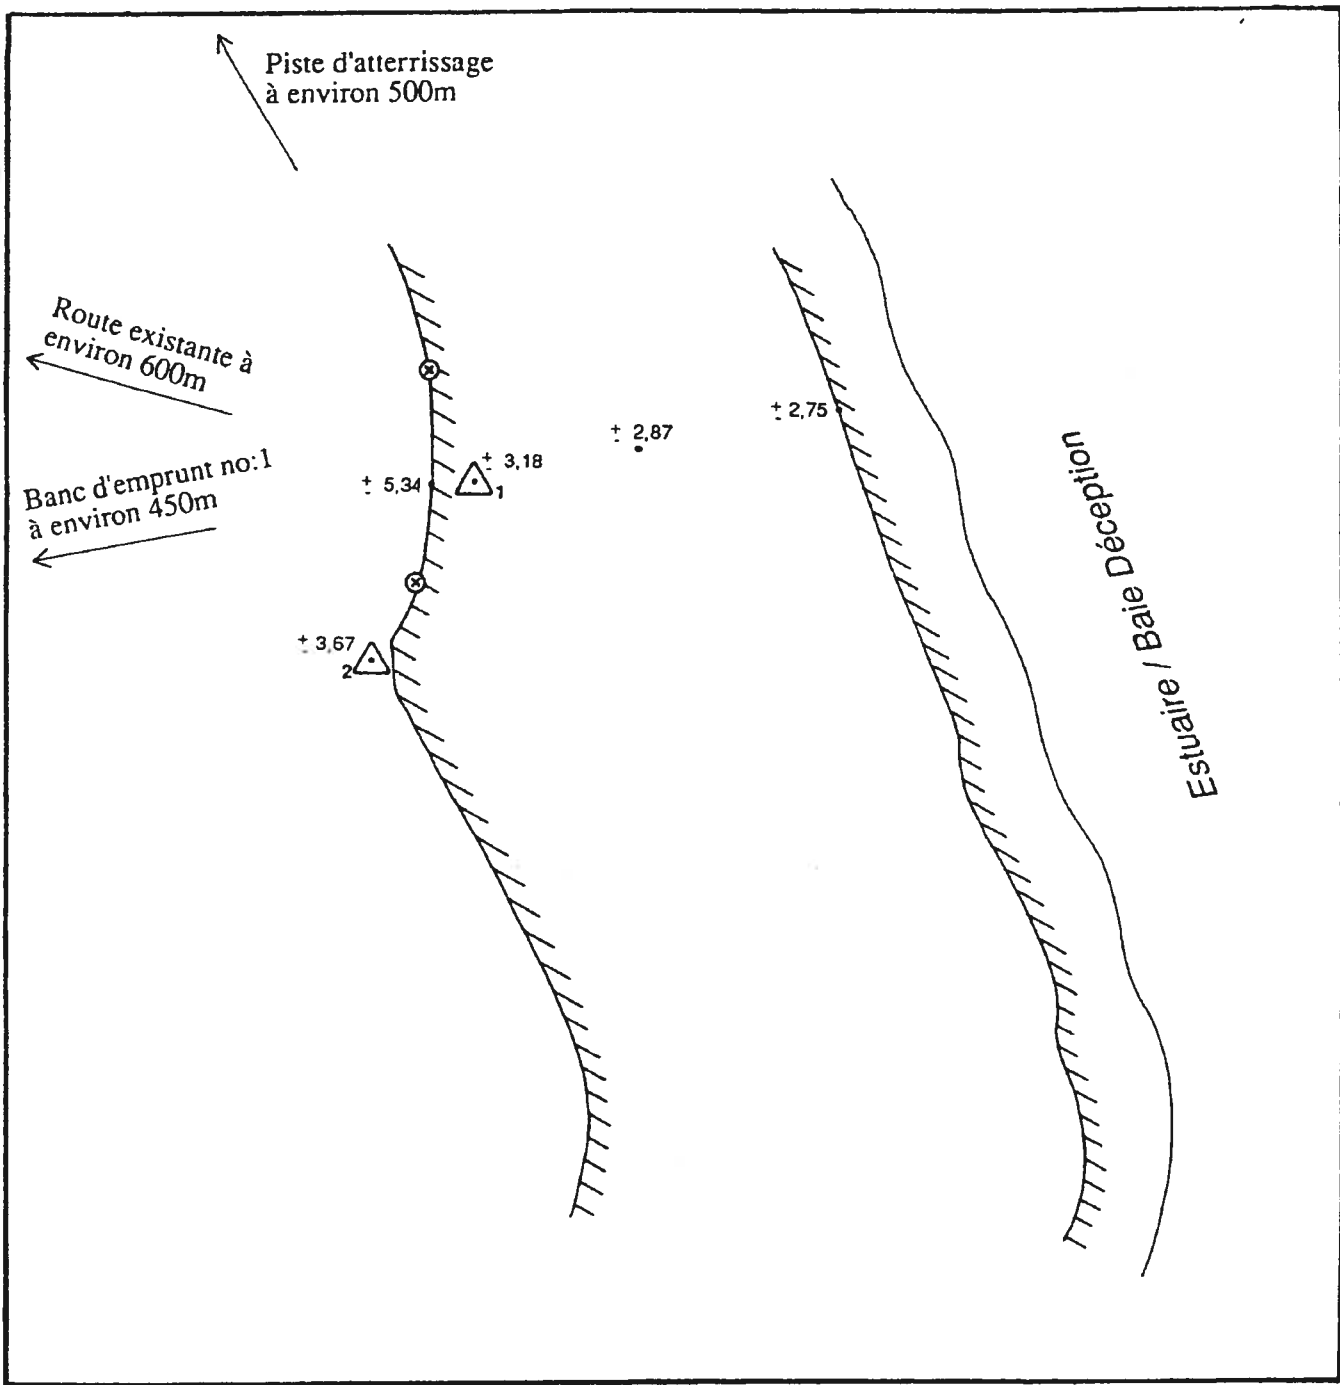 Piste d'atterrissage
à environ 500m
Route existante à
environ 600m
Banc d'emprunt no:1
à environ 450m
± 2,75
± 2,87
± 3,18
1
± 5,34
± 3,67
2
Estuaire / Baie Déception